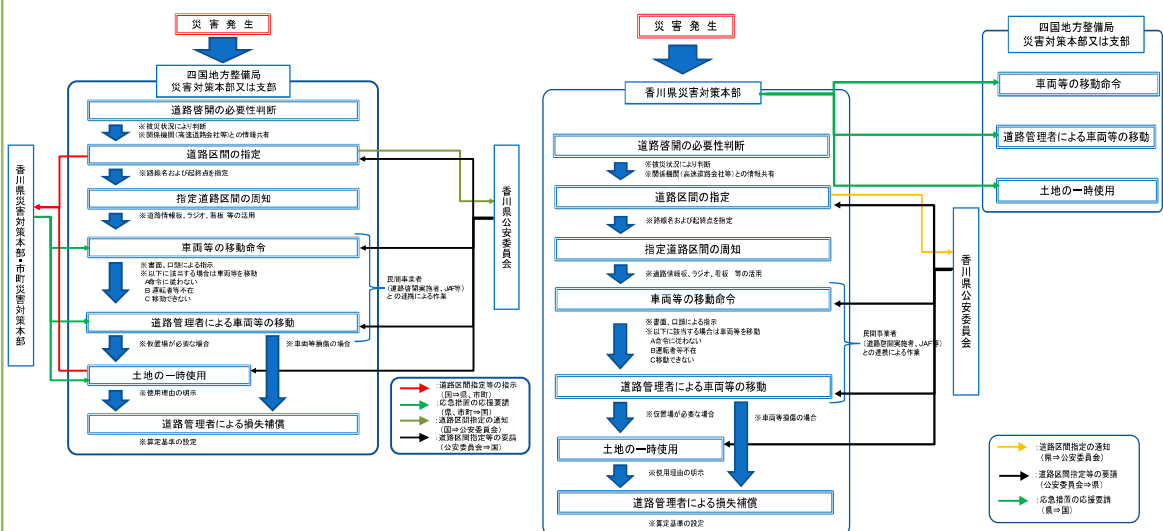 災 害 発 生
四国地方整備局
災害対策本部又は支部
道路啓開の必要性判断
※被災状況により判断
※関係機関(高速道路会社等)との情報共有
道路区間の指定
※路線名および起終点を指定
指定道路区間の周知
※道路情報板、ラジオ、看板 等の活用
車両等の移動命令
※書面、口頭による指示
※以下に該当する場合は車両等を移動
A命令に従わない
B 運転者等不在
C 移動できない
民間事業者
(道路啓開実施者、JAF等)
との連携による作業
道路管理者による車両等の移動
※仮置場が必要な場合
※車両等損傷の場合
土地の一時使用
※使用理由の明示
道路管理者による損失補償
※算定基準の設定
香川県災害対策本部・市町災害対策本部
香川県公安委員会
:道路区間指定等の指示
(国⇒県、市町)
:応急措置の応援要請
(県、市町⇒国)
:道路区間指定の通知
(国⇒公安委員会)
:道路区間指定等の要請
(公安委員会⇒国)
災 害 発 生
香川県災害対策本部
道路啓開の必要性判断
※被災状況により判断
※関係機関(高速道路会社等)との情報共有
道路区間の指定
※路線名および起終点を指定
指定道路区間の周知
※道路情報板、ラジオ、看板 等の活用
車両等の移動命令
※書面、口頭による指示
※以下に該当する場合は車両等を移動
A命令に従わない
B運転者等不在
C移動できない
民間事業者
(道路啓開実施者、JAF等)
との連携による作業
道路管理者による車両等の移動
※仮置場が必要な場合
※車両等損傷の場合
土地の一時使用
※使用理由の明示
道路管理者による損失補償
※算定基準の設定
香川県公安委員会
四国地方整備局
災害対策本部又は支部
車両等の移動命令
道路管理者による車両等の移動
土地の一時使用
:道路区間指定の通知
(県⇒公安委員会)
:道路区間指定等の要請
(公安委員会⇒県)
:応急措置の応援要請
(県⇒国)